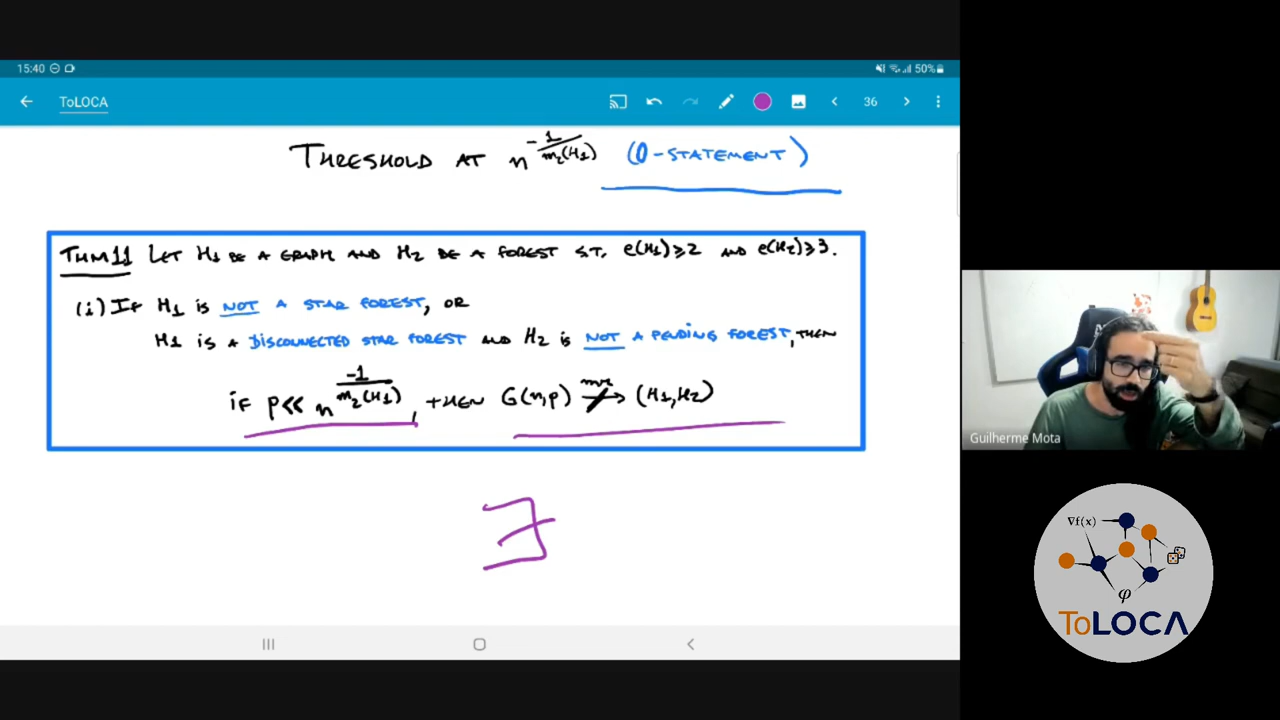 15:40 50%
ToLOCA 36
THRESHOLD AT n^{-1/m₂(H1)} (0-STATEMENT)
THM11 LET H1 BE A GRAPH AND H2 BE A FOREST S.T. e(H1)≥2 AND e(H2)≥3.
(i) IF H1 IS NOT A STAR FOREST, OR
H1 IS A DISCONNECTED STAR FOREST AND H2 IS NOT A PENDING FOREST, THEN
IF p<< n^{-1/m₂(H1)}, THEN G(n,p) ↛ (H1,H2)
∃
Guilherme Mota
∇f(x)
φ
ToLOCA